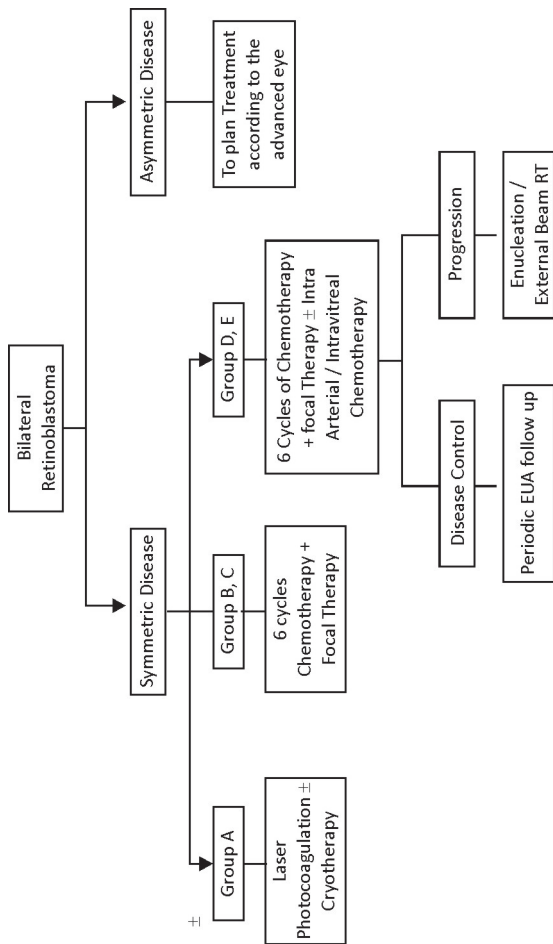 Bilateral
Retinoblastoma
Symmetric Disease
Asymmetric Disease
±
Group A
Group B, C
Group D, E
To plan Treatment
according to the
advanced eye
Laser
Photocoagulation ±
Cryotherapy
6 cycles
Chemotherapy +
Focal Therapy
6 Cycles of Chemotherapy
+ focal Therapy ± Intra
Arterial / Intravitreal
Chemotherapy
Disease Control
Progression
Periodic EUA follow up
Enucleation /
External Beam RT